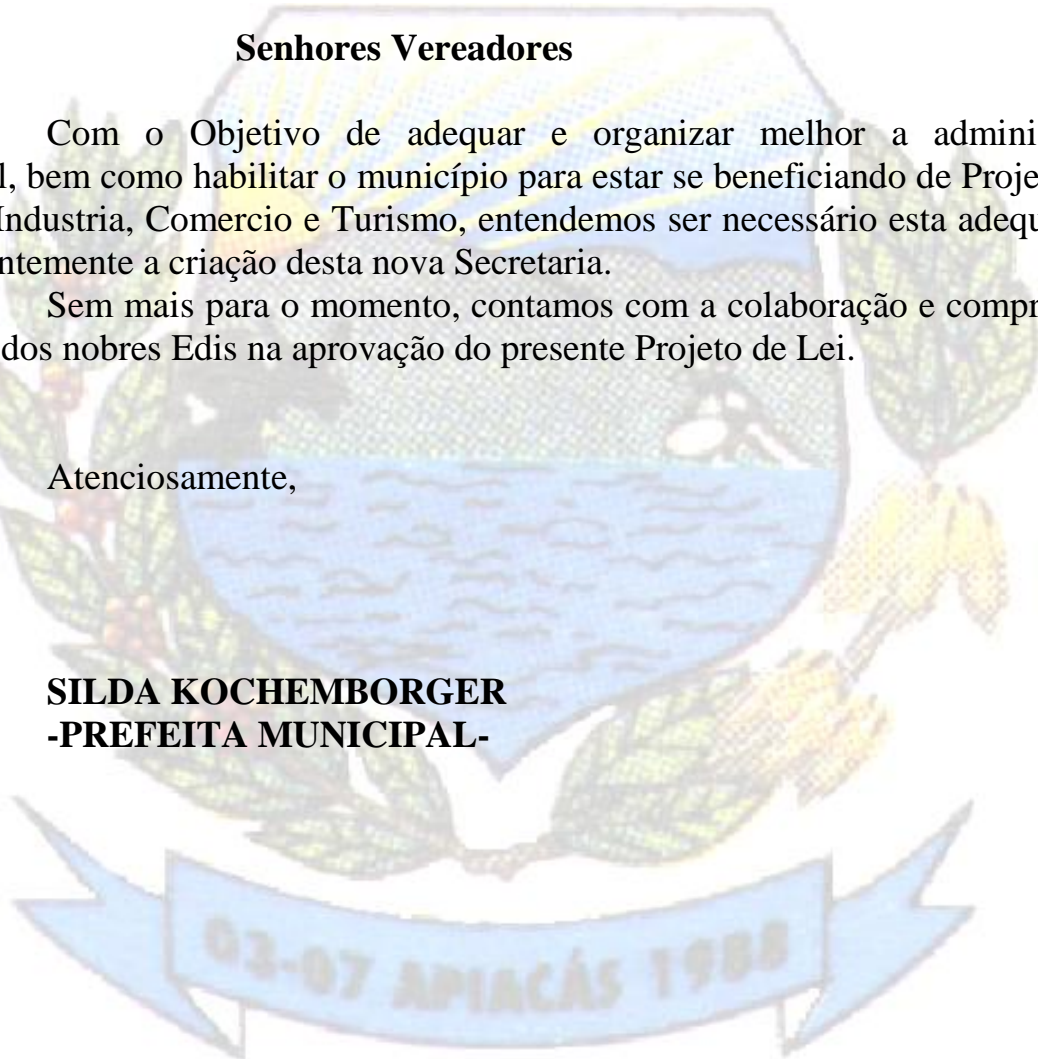 Senhores Vereadores
Com o Objetivo de adequar e organizar melhor a admini
l, bem como habilitar o município para estar se beneficiando de Proje
Industria, Comercio e Turismo, entendemos ser necessário esta adequ
ntemente a criação desta nova Secretaria.
Sem mais para o momento, contamos com a colaboração e compr
dos nobres Edis na aprovação do presente Projeto de Lei.
Atenciosamente,
SILDA KOCHEMBORGER
-PREFEITA MUNICIPAL-
03-07 APIACÁS 1988